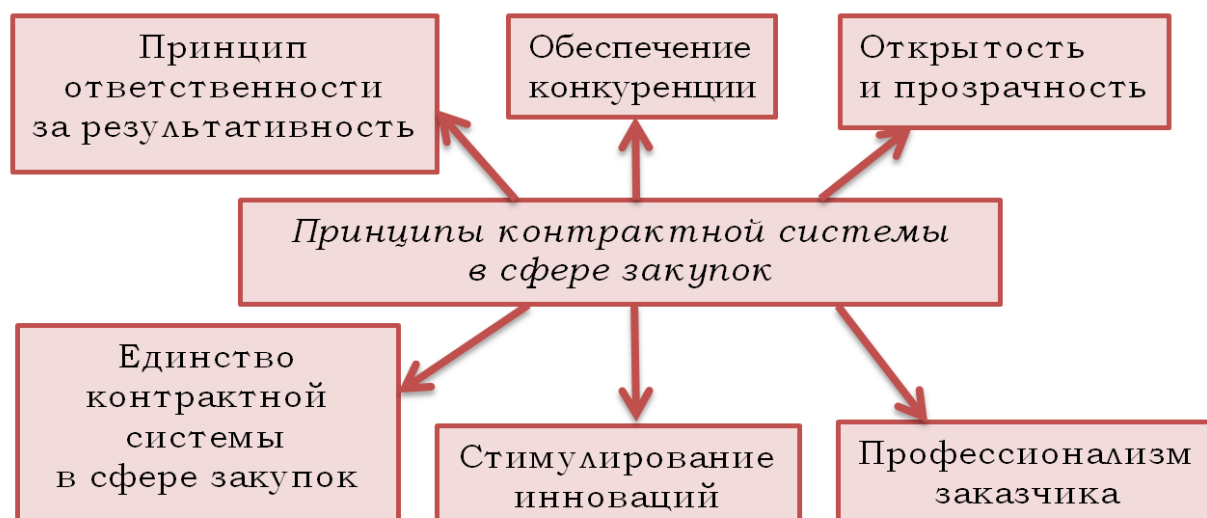 Принцип
ответственности
за результативность
Обеспечение
конкуренции
Открытость
и прозрачность
Принципы контрактной системы
в сфере закупок
Единство
контрактной
системы
в сфере закупок
Стимулирование
инноваций
Профессионализм
заказчика